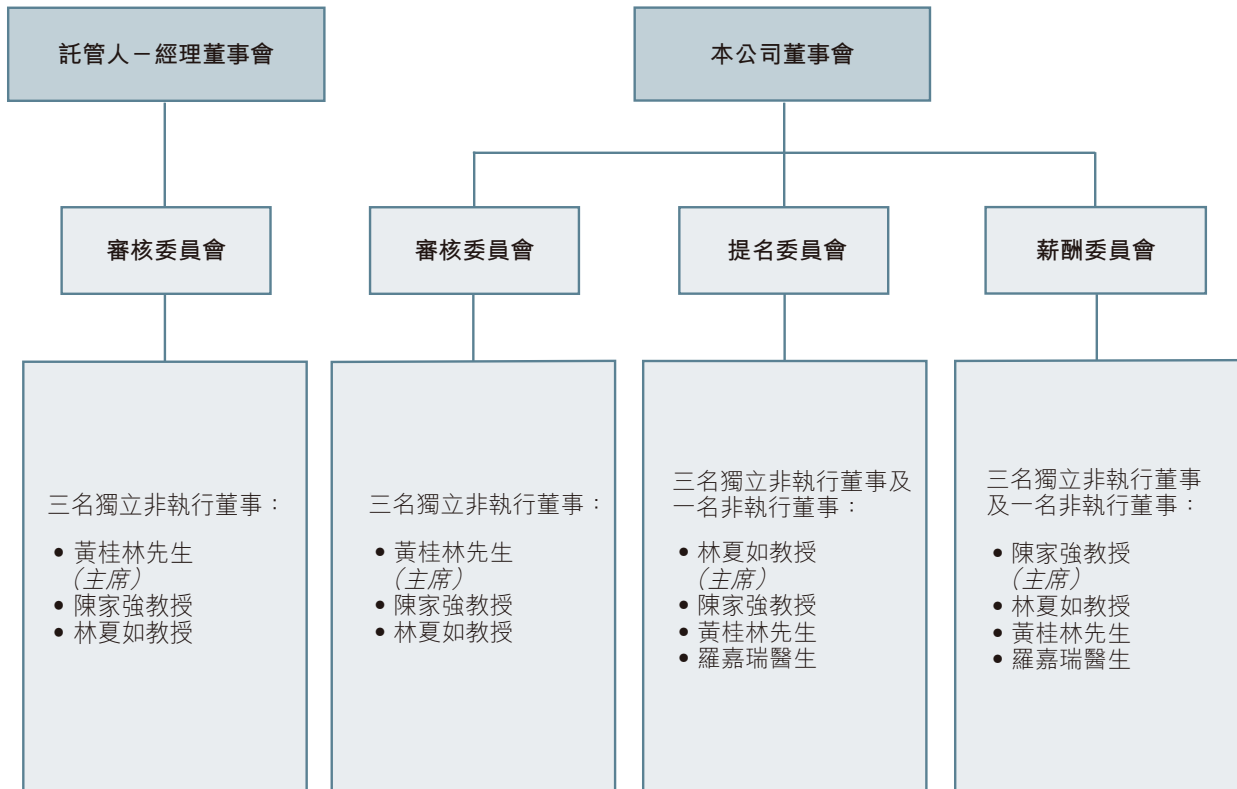 託管人－經理董事會
本公司董事會
審核委員會
審核委員會
提名委員會
薪酬委員會
三名獨立非執行董事：
• 黃桂林先生
(主席)
• 陳家強教授
• 林夏如教授
三名獨立非執行董事：
• 黃桂林先生
(主席)
• 陳家強教授
• 林夏如教授
三名獨立非執行董事及
一名非執行董事：
• 林夏如教授
(主席)
• 陳家強教授
• 黃桂林先生
• 羅嘉瑞醫生
三名獨立非執行董事
及一名非執行董事：
• 陳家強教授
(主席)
• 林夏如教授
• 黃桂林先生
• 羅嘉瑞醫生